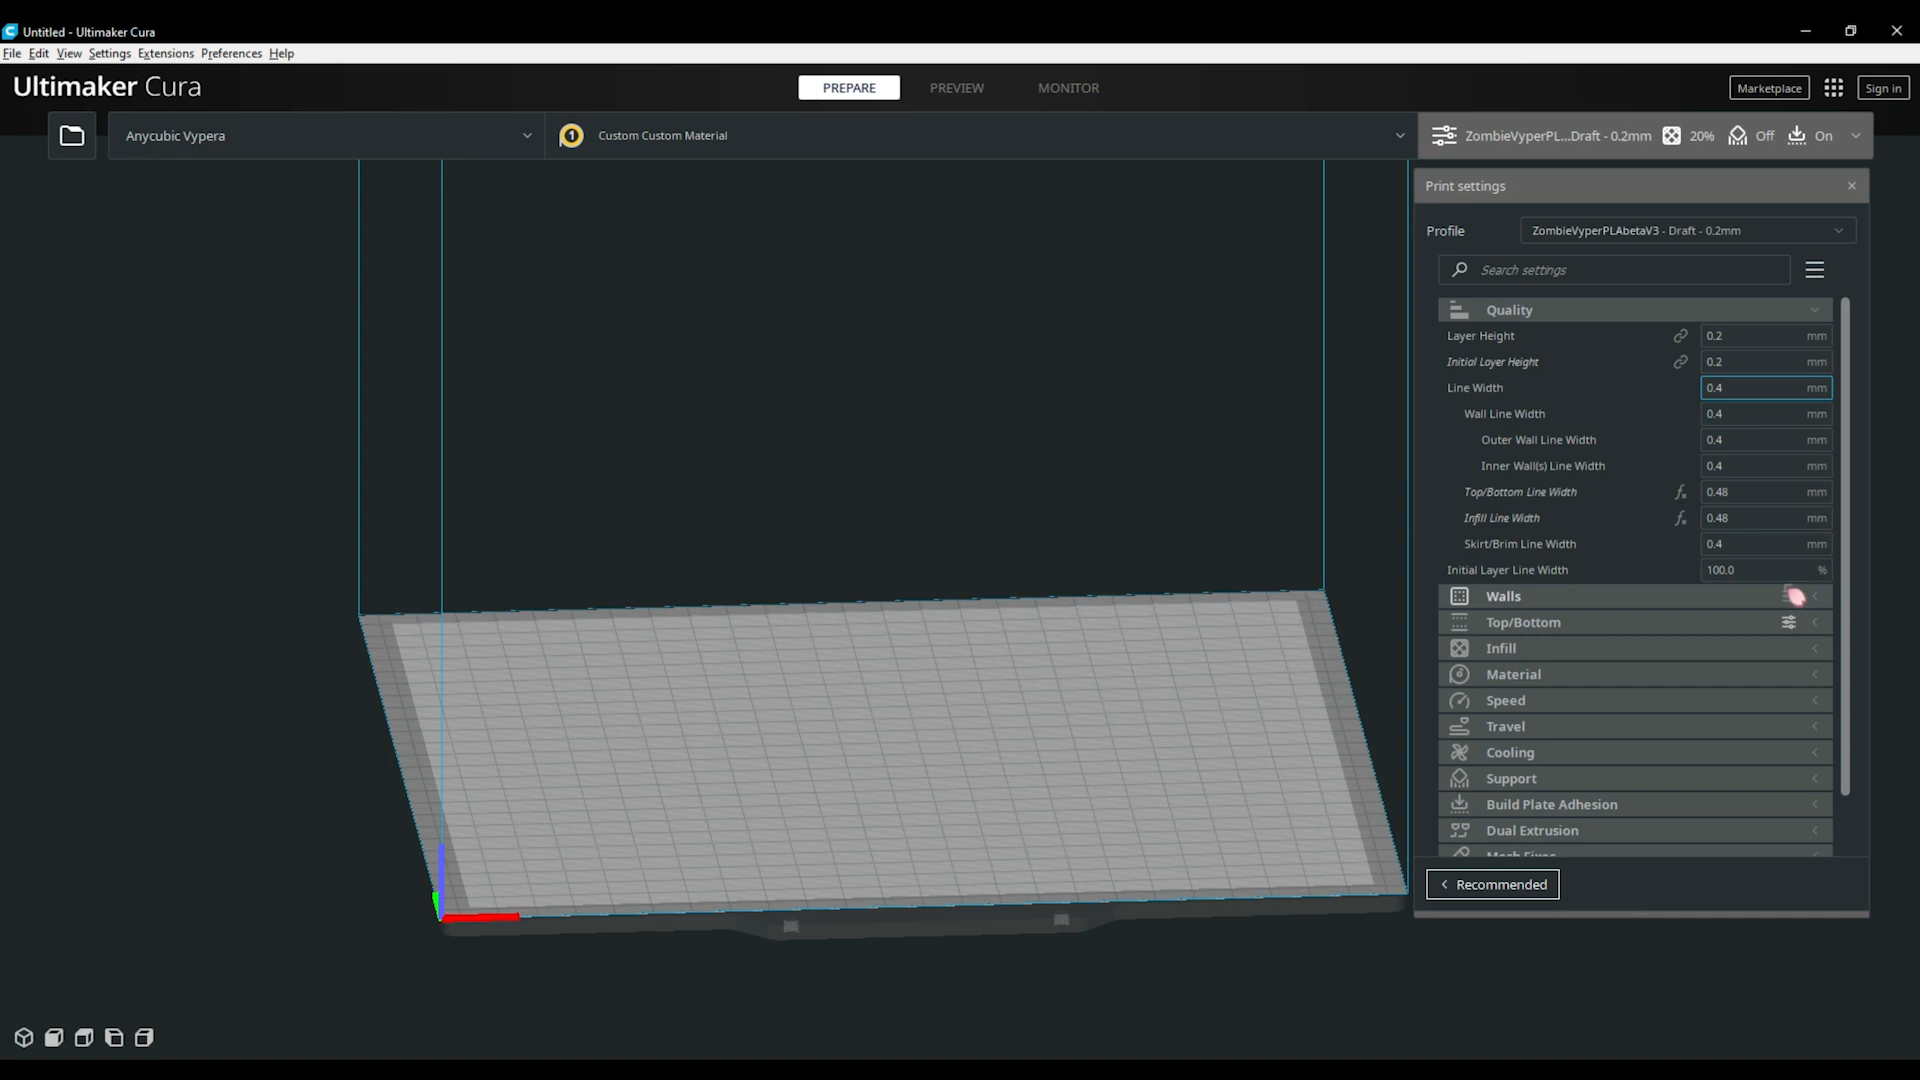 Untitled - Ultimaker Cura
File Edit View Settings Extensions Preferences Help
Ultimaker Cura
PREPARE PREVIEW MONITOR
Marketplace Sign in
Anycubic Vypera 1 Custom Custom Material ZombieVyperPL...Draft - 0.2mm 20% Off On
Print settings
Profile ZombieVyperPLAbetaV3 - Draft - 0.2mm
Search settings
Quality
Layer Height 0.2 mm
Initial Layer Height 0.2 mm
Line Width 0.4 mm
Wall Line Width 0.4 mm
Outer Wall Line Width 0.4 mm
Inner Wall(s) Line Width 0.4 mm
Top/Bottom Line Width fx 0.48 mm
Infill Line Width fx 0.48 mm
Skirt/Brim Line Width 0.4 mm
Initial Layer Line Width 100.0 %
Walls
Top/Bottom
Infill
Material
Speed
Travel
Cooling
Support
Build Plate Adhesion
Dual Extrusion
Mesh Fixes
Recommended